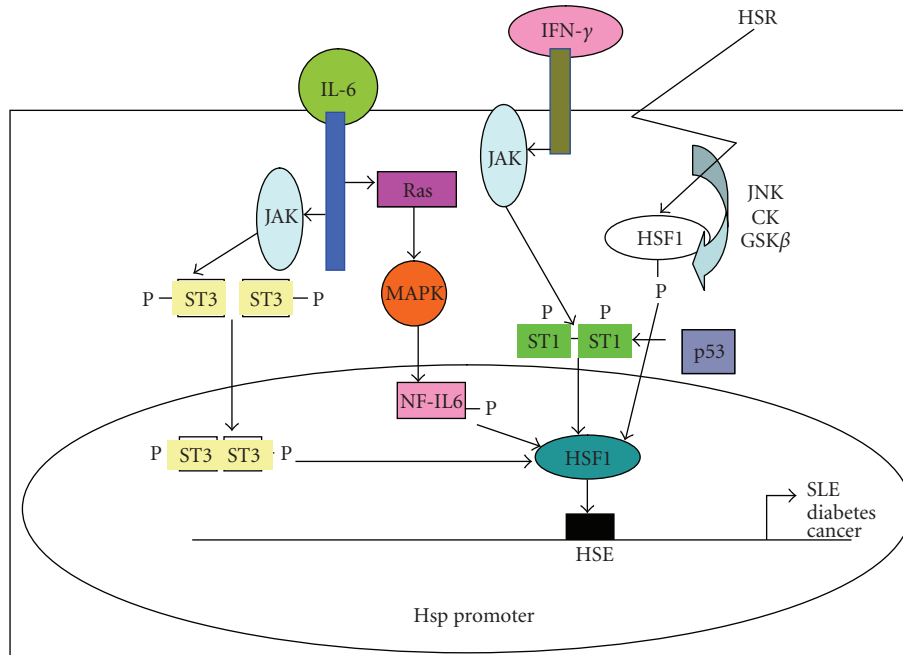 HSR
IFN-γ
IL-6
JAK
Ras
JAK
JNK
CK
GSKβ
HSF1
P
ST3
ST3
P
MAPK
P
P
P
ST1
ST1
p53
NF-IL6
P
P
ST3
ST3
P
HSF1
SLE
diabetes
cancer
HSE
Hsp promoter